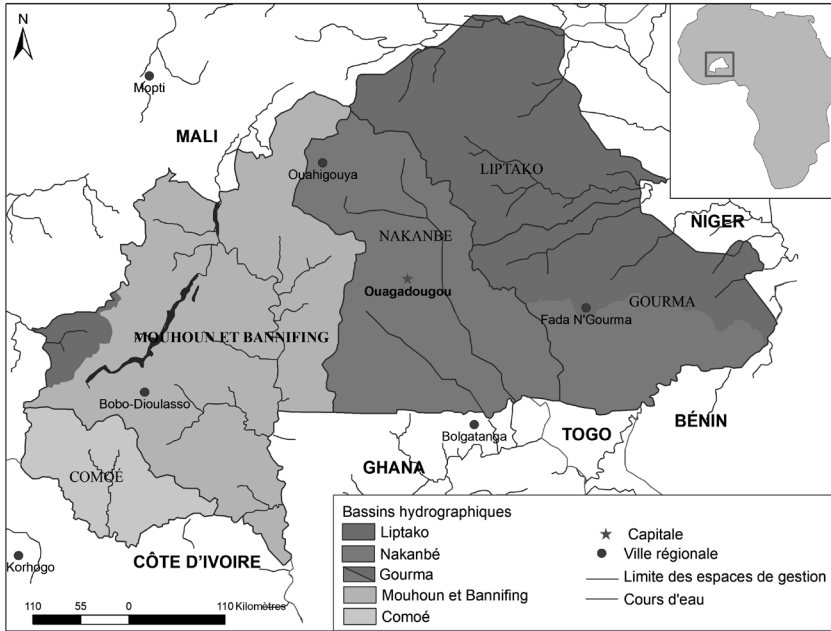 N
Mopti
MALI
Ouahigouya
LIPTAKO
NAKANBE
NIGER
Ouagadougou
GOURMA
Fada N'Gourma
MOUHOUN ET BANNIFING
Bobo-Dioulasso
BÉNIN
Bolgatanga
TOGO
GHANA
COMOÉ
CÔTE D'IVOIRE
Korhogo
110 55 0 110 Kilomètres
Bassins hydrographiques
Liptako
Nakanbé
Gourma
Mouhoun et Bannifing
Comoé
Capitale
Ville régionale
Limite des espaces de gestion
Cours d'eau